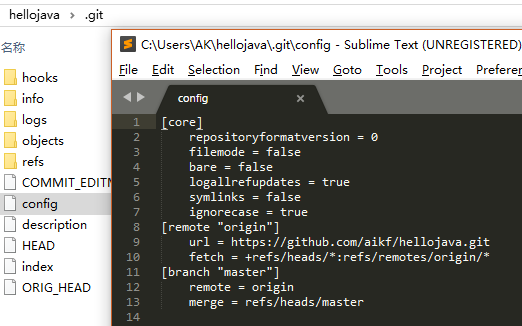 hellojava
.git
名称
hooks
info
logs
objects
refs
COMMIT_EDITM
config
description
HEAD
index
ORIG_HEAD
C:\Users\AK\hellojava\.git\config - Sublime Text (UNREGISTERED)
File Edit Selection Find View Goto Tools Project Preferen
config
1 [core]
2 repositoryformatversion = 0
3 filemode = false
4 bare = false
5 logallrefupdates = true
6 symlinks = false
7 ignorecase = true
8 [remote "origin"]
9 url = https://github.com/aikf/hellojava.git
10 fetch = +refs/heads/*:refs/remotes/origin/*
11 [branch "master"]
12 remote = origin
13 merge = refs/heads/master
14